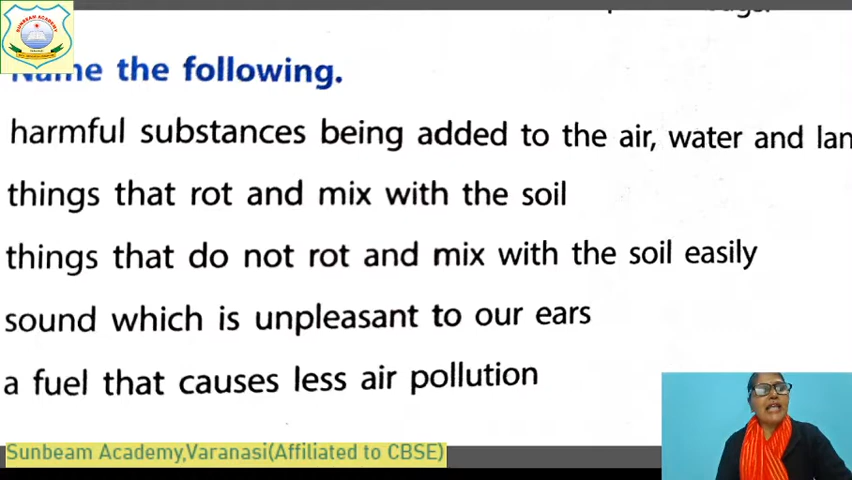 SUNBEAM ACADEMY
Name the following.
harmful substances being added to the air, water and lan
things that rot and mix with the soil
things that do not rot and mix with the soil easily
sound which is unpleasant to our ears
a fuel that causes less air pollution
Sunbeam Academy,Varanasi(Affiliated to CBSE)